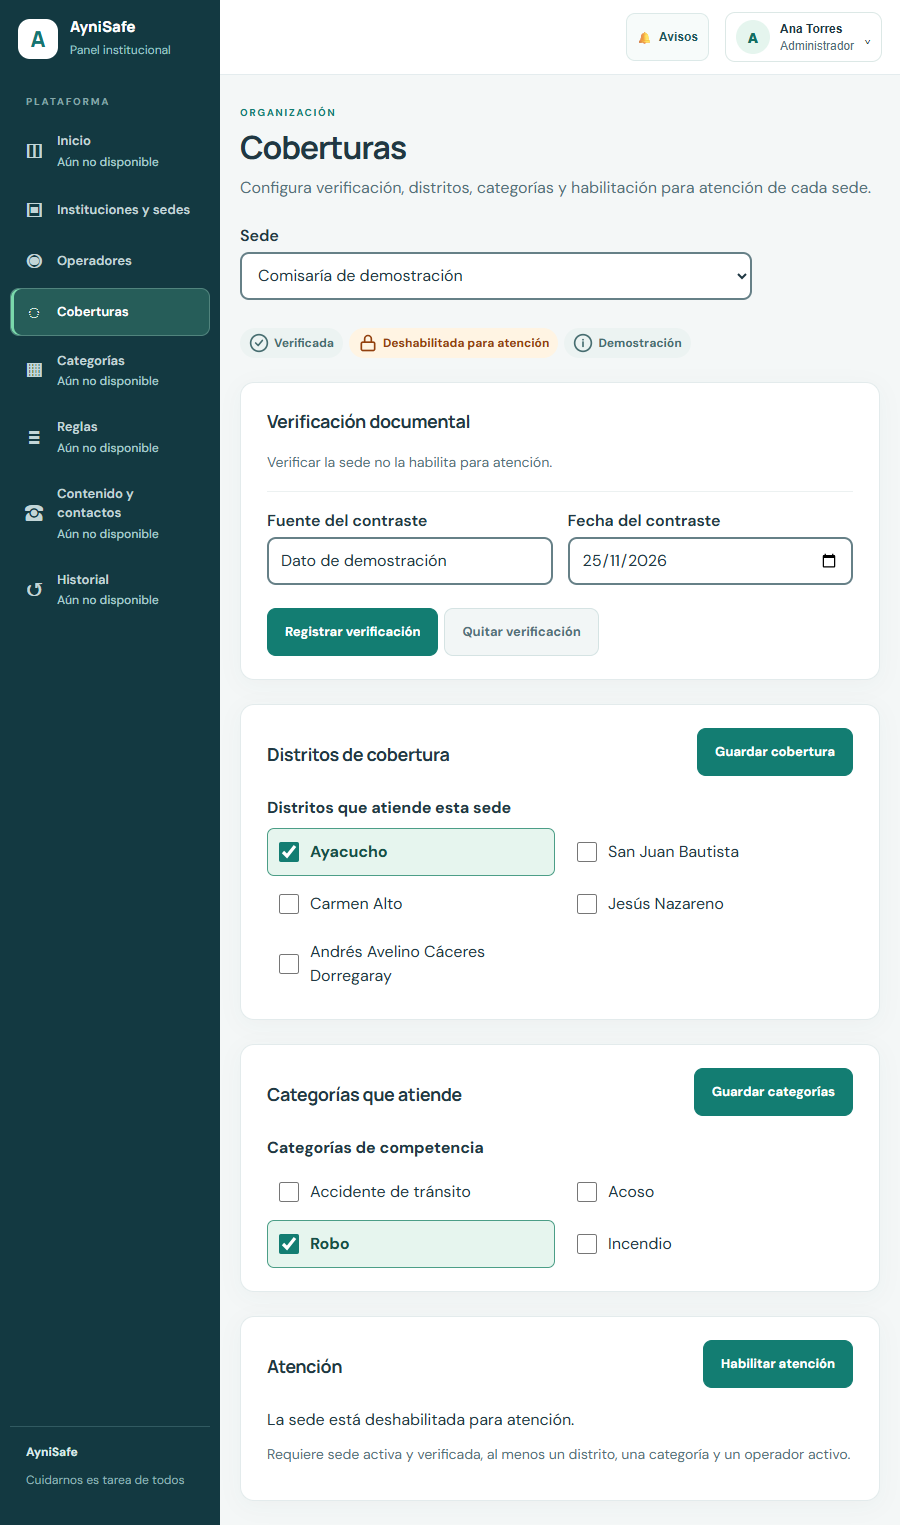 A
AyniSafe
Panel institucional
PLATAFORMA
Inicio
Aún no disponible
Instituciones y sedes
Operadores
Coberturas
Categorías
Aún no disponible
Reglas
Aún no disponible
Contenido y
contactos
Aún no disponible
Historial
Aún no disponible
AyniSafe
Cuidarnos es tarea de todos
Avisos
A
Ana Torres
Administrador
ORGANIZACIÓN
Coberturas
Configura verificación, distritos, categorías y habilitación para atención de cada sede.
Sede
Comisaría de demostración
Verificada
Deshabilitada para atención
Demostración
Verificación documental
Verificar la sede no la habilita para atención.
Fuente del contraste
Fecha del contraste
Dato de demostración
25/11/2026
Registrar verificación
Quitar verificación
Distritos de cobertura
Guardar cobertura
Distritos que atiende esta sede
Ayacucho
San Juan Bautista
Carmen Alto
Jesús Nazareno
Andrés Avelino Cáceres
Dorregaray
Categorías que atiende
Guardar categorías
Categorías de competencia
Accidente de tránsito
Acoso
Robo
Incendio
Atención
Habilitar atención
La sede está deshabilitada para atención.
Requiere sede activa y verificada, al menos un distrito, una categoría y un operador activo.